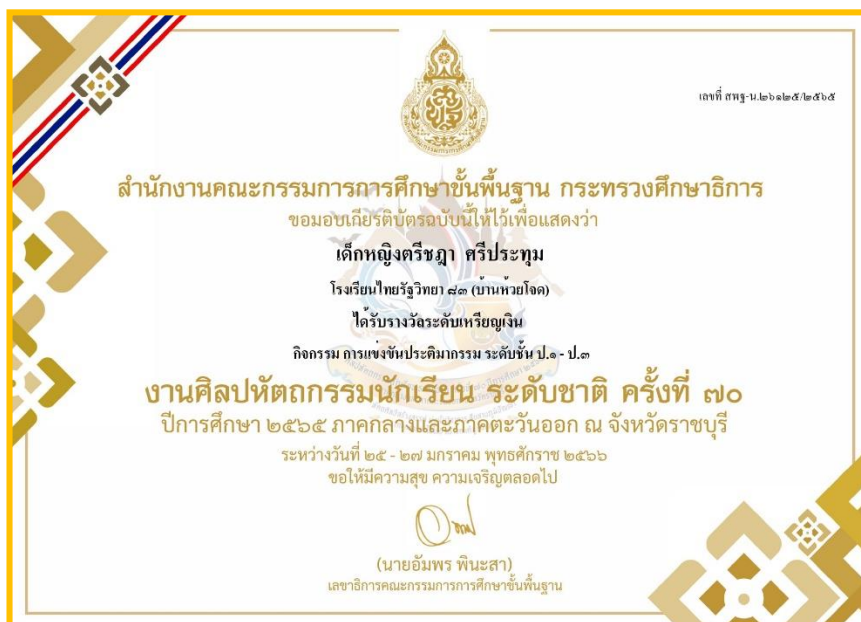 เลขที่ สพฐ-น.๒๖๑๒๕/๒๕๖๕
สำนักงานคณะกรรมการการศึกษาขั้นพื้นฐาน กระทรวงศึกษาธิการ
ขอมอบเกียรติบัตรฉบับนี้ให้ไว้เพื่อแสดงว่า
เด็กหญิงตรีชฎา ศรีประทุม
โรงเรียนไทยรัฐวิทยา ๘๓ (บ้านห้วยโจด)
ได้รับรางวัลระดับเหรียญเงิน
กิจกรรม การแข่งขันประติมากรรม ระดับชั้น ป.๑ - ป.๓
งานศิลปหัตถกรรมนักเรียน ระดับชาติ ครั้งที่ ๗๐
ปีการศึกษา ๒๕๖๕ ภาคกลางและภาคตะวันออก ณ จังหวัดราชบุรี
ระหว่างวันที่ ๒๕ - ๒๗ มกราคม พุทธศักราช ๒๕๖๖
ขอให้มีความสุข ความเจริญตลอดไป
(นายอัมพร พินะสา)
เลขาธิการคณะกรรมการการศึกษาขั้นพื้นฐาน